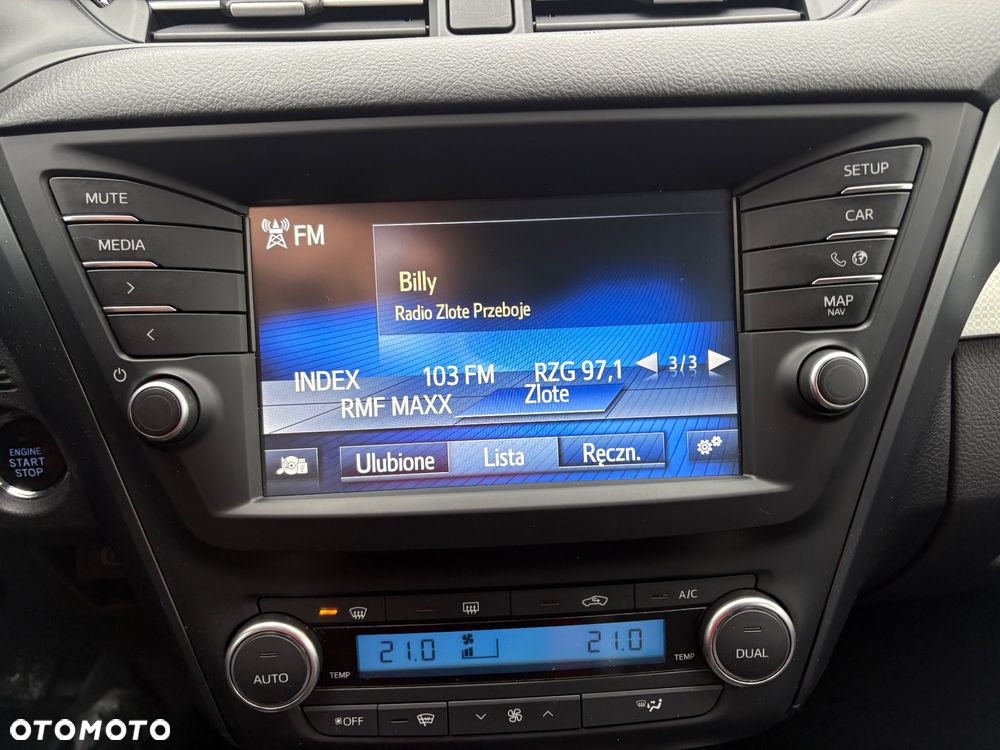 MUTE
MEDIA
SETUP
CAR
MAP
NAV
FM
Billy
Radio Zlote Przeboje
INDEX 103 FM RZG 97,1 3/3
RMF MAXX Zlote
Ulubione Lista Ręczn.
ENGINE
START
STOP
A/C
21.0 21.0
TEMP TEMP
AUTO DUAL
OFF
OTOMOTO